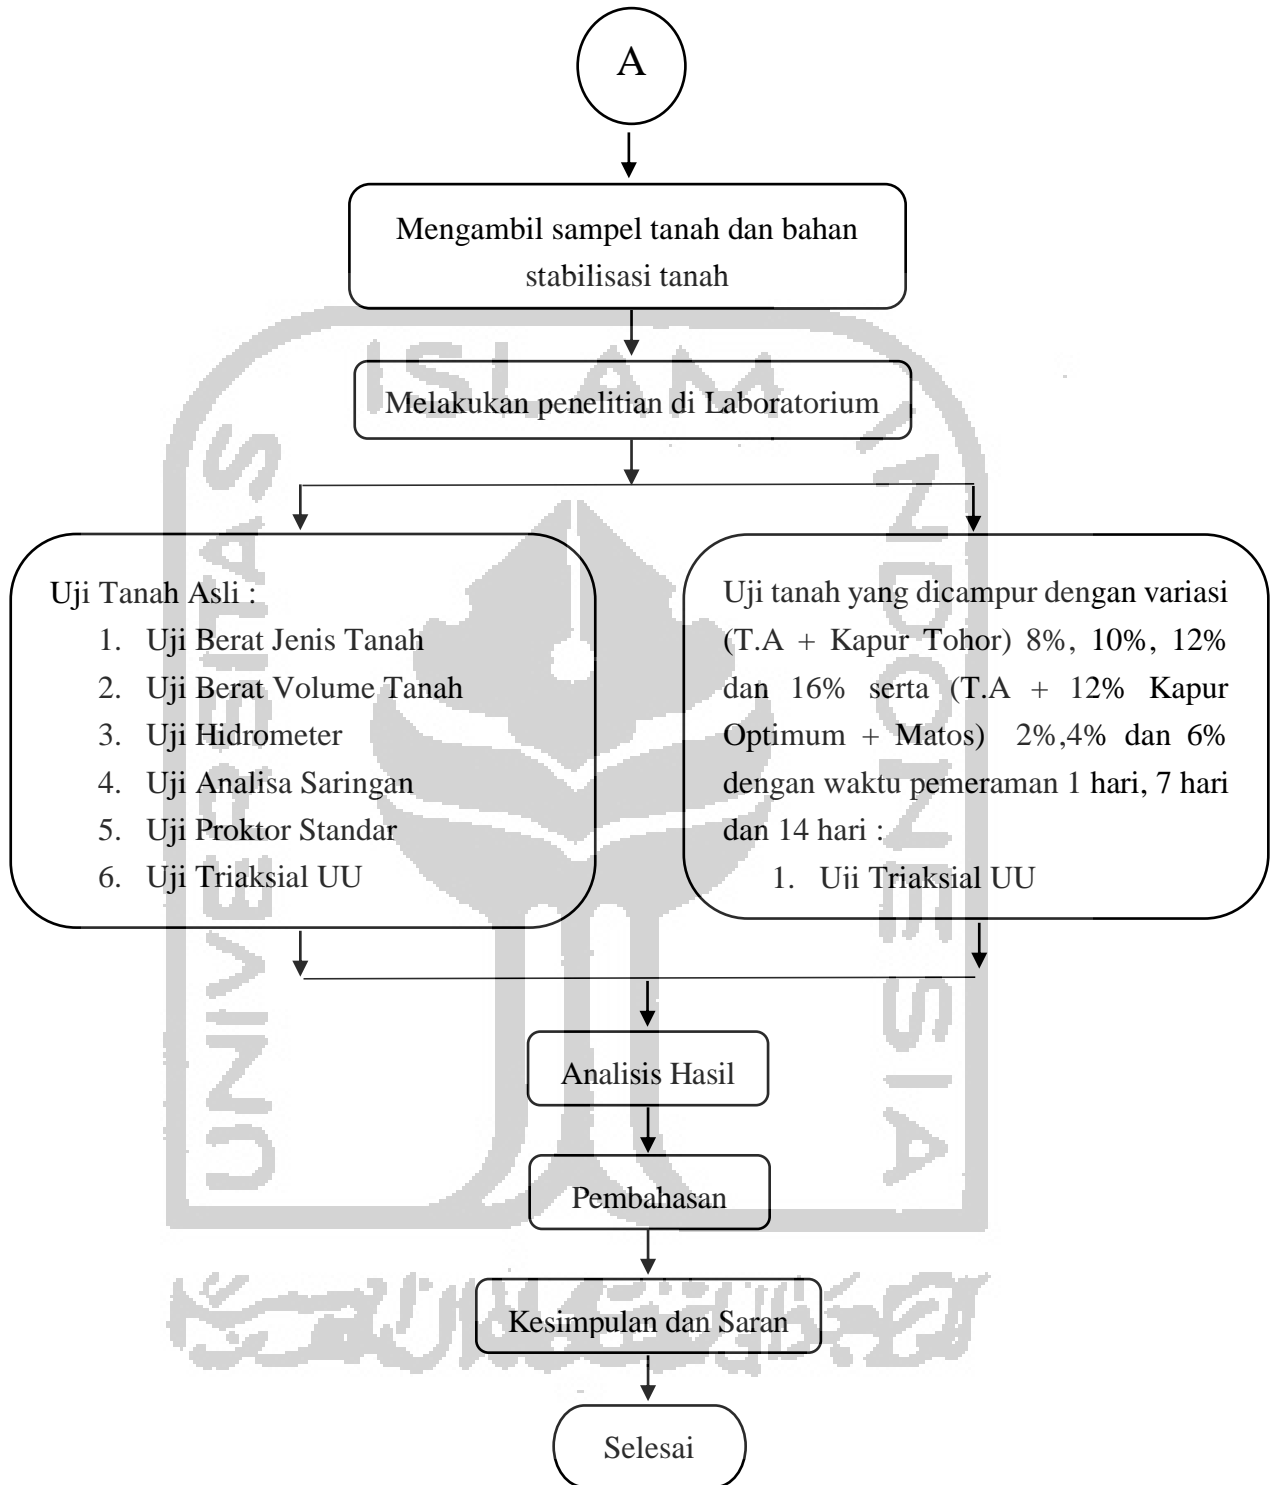 A
Mengambil sampel tanah dan bahan
stabilisasi tanah
Melakukan penelitian di Laboratorium
Uji Tanah Asli :
1. Uji Berat Jenis Tanah
2. Uji Berat Volume Tanah
3. Uji Hidrometer
4. Uji Analisa Saringan
5. Uji Proktor Standar
6. Uji Triaksial UU
Uji tanah yang dicampur dengan variasi
(T.A + Kapur Tohor) 8%, 10%, 12%
dan 16% serta (T.A + 12% Kapur
Optimum + Matos) 2%,4% dan 6%
dengan waktu pemeraman 1 hari, 7 hari
dan 14 hari :
1. Uji Triaksial UU
Analisis Hasil
Pembahasan
Kesimpulan dan Saran
Selesai
UNIVERSITAS
ISLAM
INDONESIA